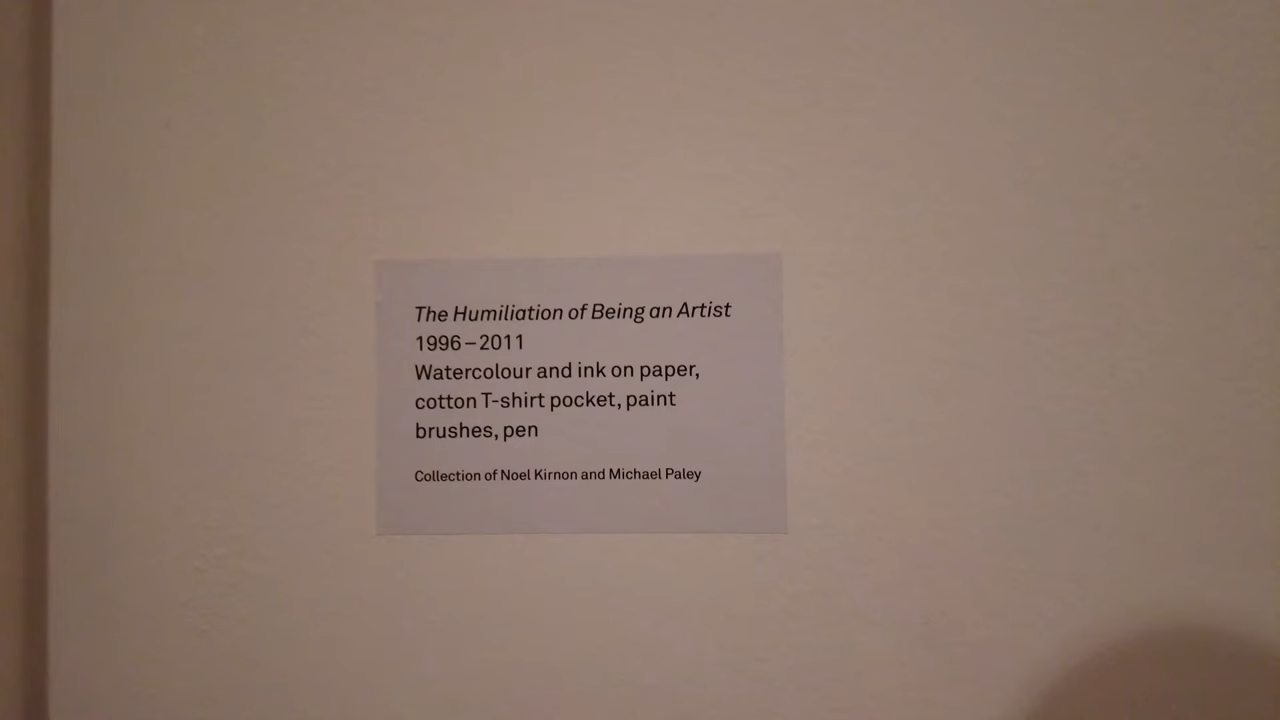 The Humiliation of Being an Artist
1996–2011
Watercolour and ink on paper,
cotton T-shirt pocket, paint
brushes, pen
Collection of Noel Kirnon and Michael Paley